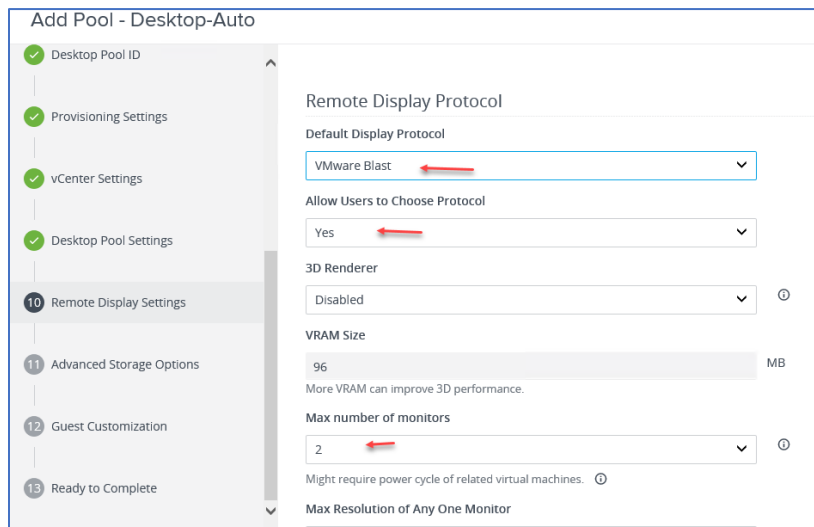 Add Pool - Desktop-Auto
Desktop Pool ID
Provisioning Settings
vCenter Settings
Desktop Pool Settings
10 Remote Display Settings
11 Advanced Storage Options
12 Guest Customization
13 Ready to Complete
Remote Display Protocol
Default Display Protocol
VMware Blast
Allow Users to Choose Protocol
Yes
3D Renderer
Disabled
VRAM Size
96 MB
More VRAM can improve 3D performance.
Max number of monitors
2
Might require power cycle of related virtual machines.
Max Resolution of Any One Monitor